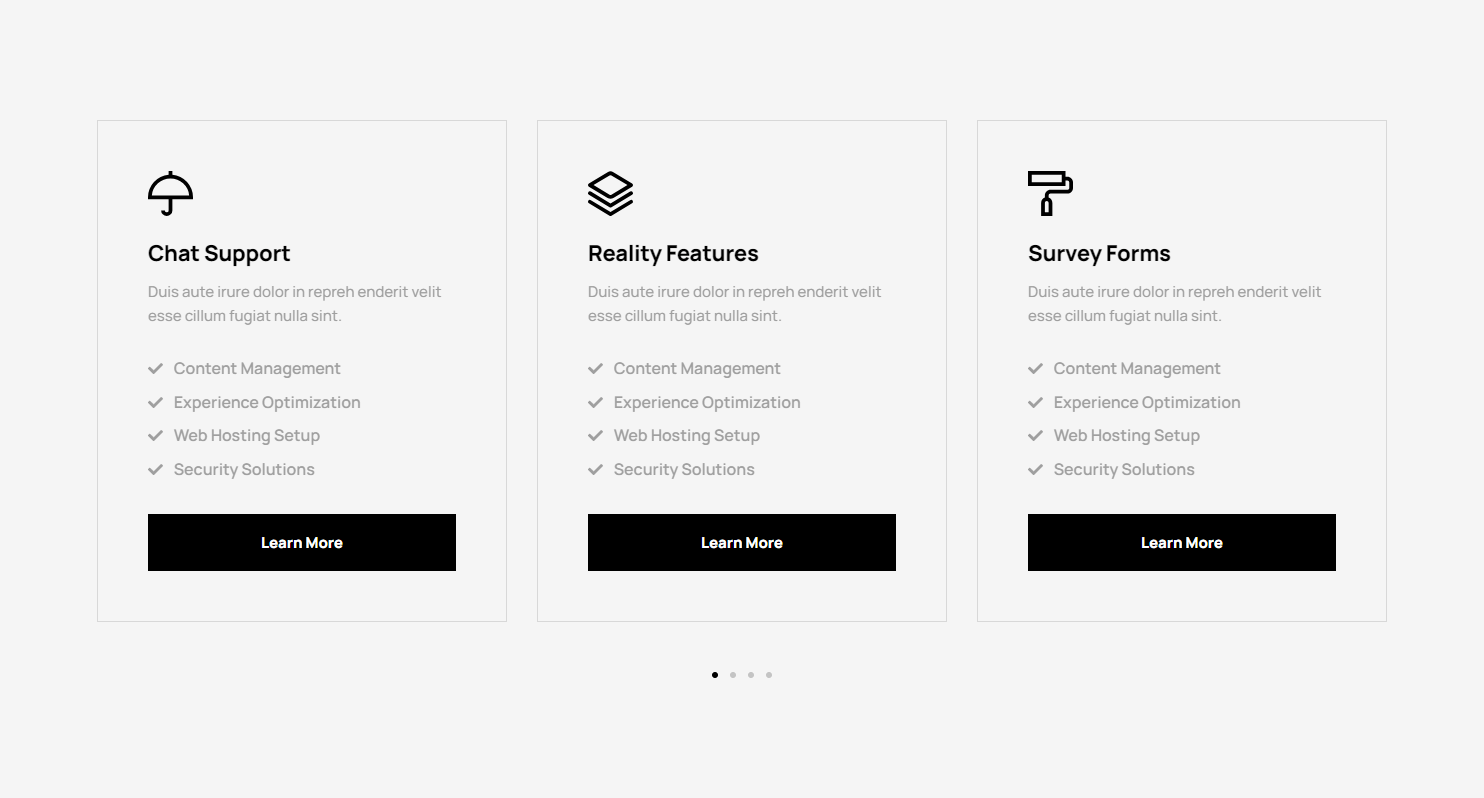 Chat Support
Duis aute irure dolor in repreh enderit velit
esse cillum fugiat nulla sint.
Content Management
Experience Optimization
Web Hosting Setup
Security Solutions
Learn More
Reality Features
Duis aute irure dolor in repreh enderit velit
esse cillum fugiat nulla sint.
Content Management
Experience Optimization
Web Hosting Setup
Security Solutions
Learn More
Survey Forms
Duis aute irure dolor in repreh enderit velit
esse cillum fugiat nulla sint.
Content Management
Experience Optimization
Web Hosting Setup
Security Solutions
Learn More